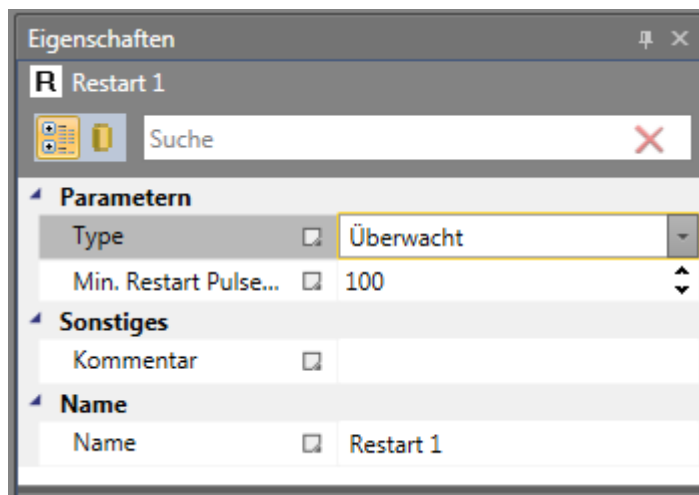 Eigenschaften
R Restart 1
Suche
Parametern
Type Überwacht
Min. Restart Pulse... 100
Sonstiges
Kommentar
Name
Name Restart 1